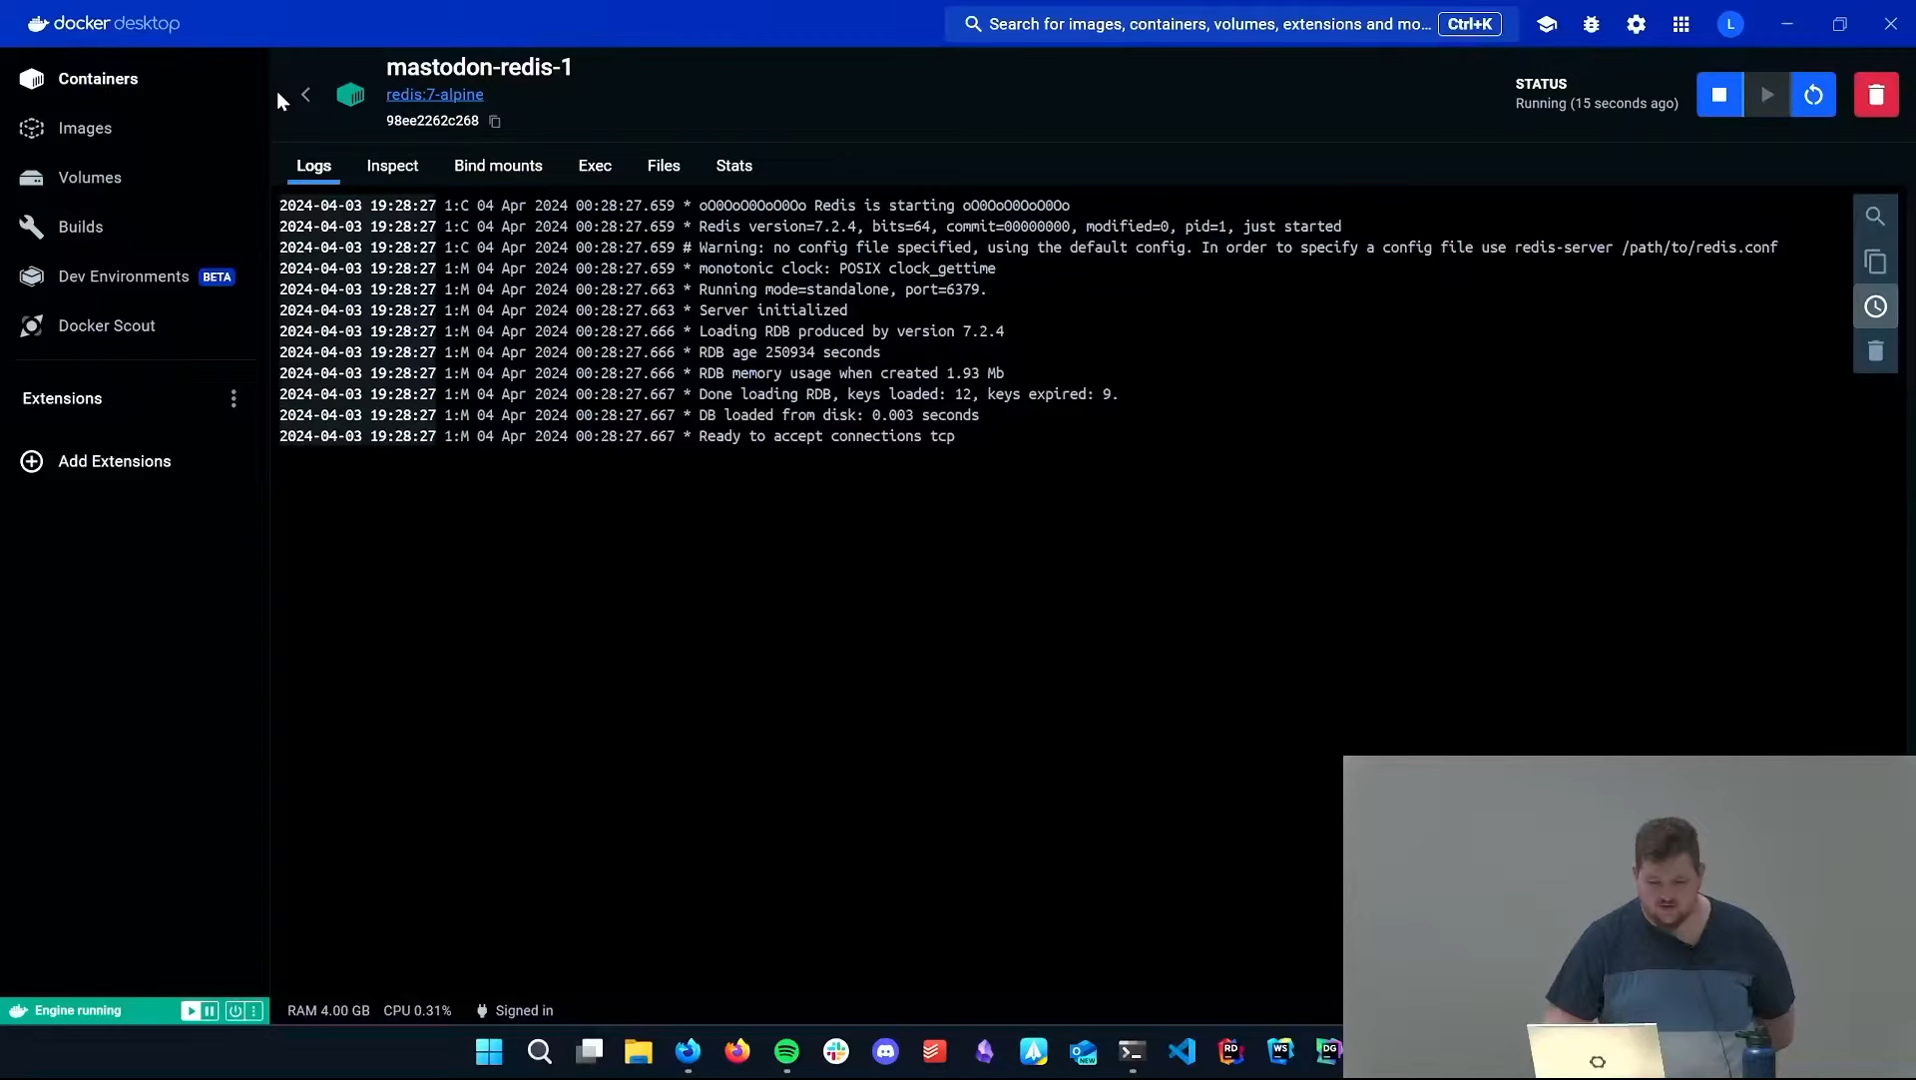 docker desktop
Search for images, containers, volumes, extensions and mo... Ctrl+K
L
Containers
Images
Volumes
Builds
Dev Environments BETA
Docker Scout
Extensions
Add Extensions
mastodon-redis-1
redis:7-alpine
98ee2262c268
STATUS
Running (15 seconds ago)
Logs Inspect Bind mounts Exec Files Stats
2024-04-03 19:28:27 1:C 04 Apr 2024 00:28:27.659 * oO0OoO0OoO0Oo Redis is starting oO0OoO0OoO0Oo
2024-04-03 19:28:27 1:C 04 Apr 2024 00:28:27.659 * Redis version=7.2.4, bits=64, commit=00000000, modified=0, pid=1, just started
2024-04-03 19:28:27 1:C 04 Apr 2024 00:28:27.659 # Warning: no config file specified, using the default config. In order to specify a config file use redis-server /path/to/redis.conf
2024-04-03 19:28:27 1:M 04 Apr 2024 00:28:27.659 * monotonic clock: POSIX clock_gettime
2024-04-03 19:28:27 1:M 04 Apr 2024 00:28:27.663 * Running mode=standalone, port=6379.
2024-04-03 19:28:27 1:M 04 Apr 2024 00:28:27.663 * Server initialized
2024-04-03 19:28:27 1:M 04 Apr 2024 00:28:27.666 * Loading RDB produced by version 7.2.4
2024-04-03 19:28:27 1:M 04 Apr 2024 00:28:27.666 * RDB age 250934 seconds
2024-04-03 19:28:27 1:M 04 Apr 2024 00:28:27.666 * RDB memory usage when created 1.93 Mb
2024-04-03 19:28:27 1:M 04 Apr 2024 00:28:27.667 * Done loading RDB, keys loaded: 12, keys expired: 9.
2024-04-03 19:28:27 1:M 04 Apr 2024 00:28:27.667 * DB loaded from disk: 0.003 seconds
2024-04-03 19:28:27 1:M 04 Apr 2024 00:28:27.667 * Ready to accept connections tcp
Engine running
RAM 4.00 GB CPU 0.31% Signed in
NEW
RD
WS
DG